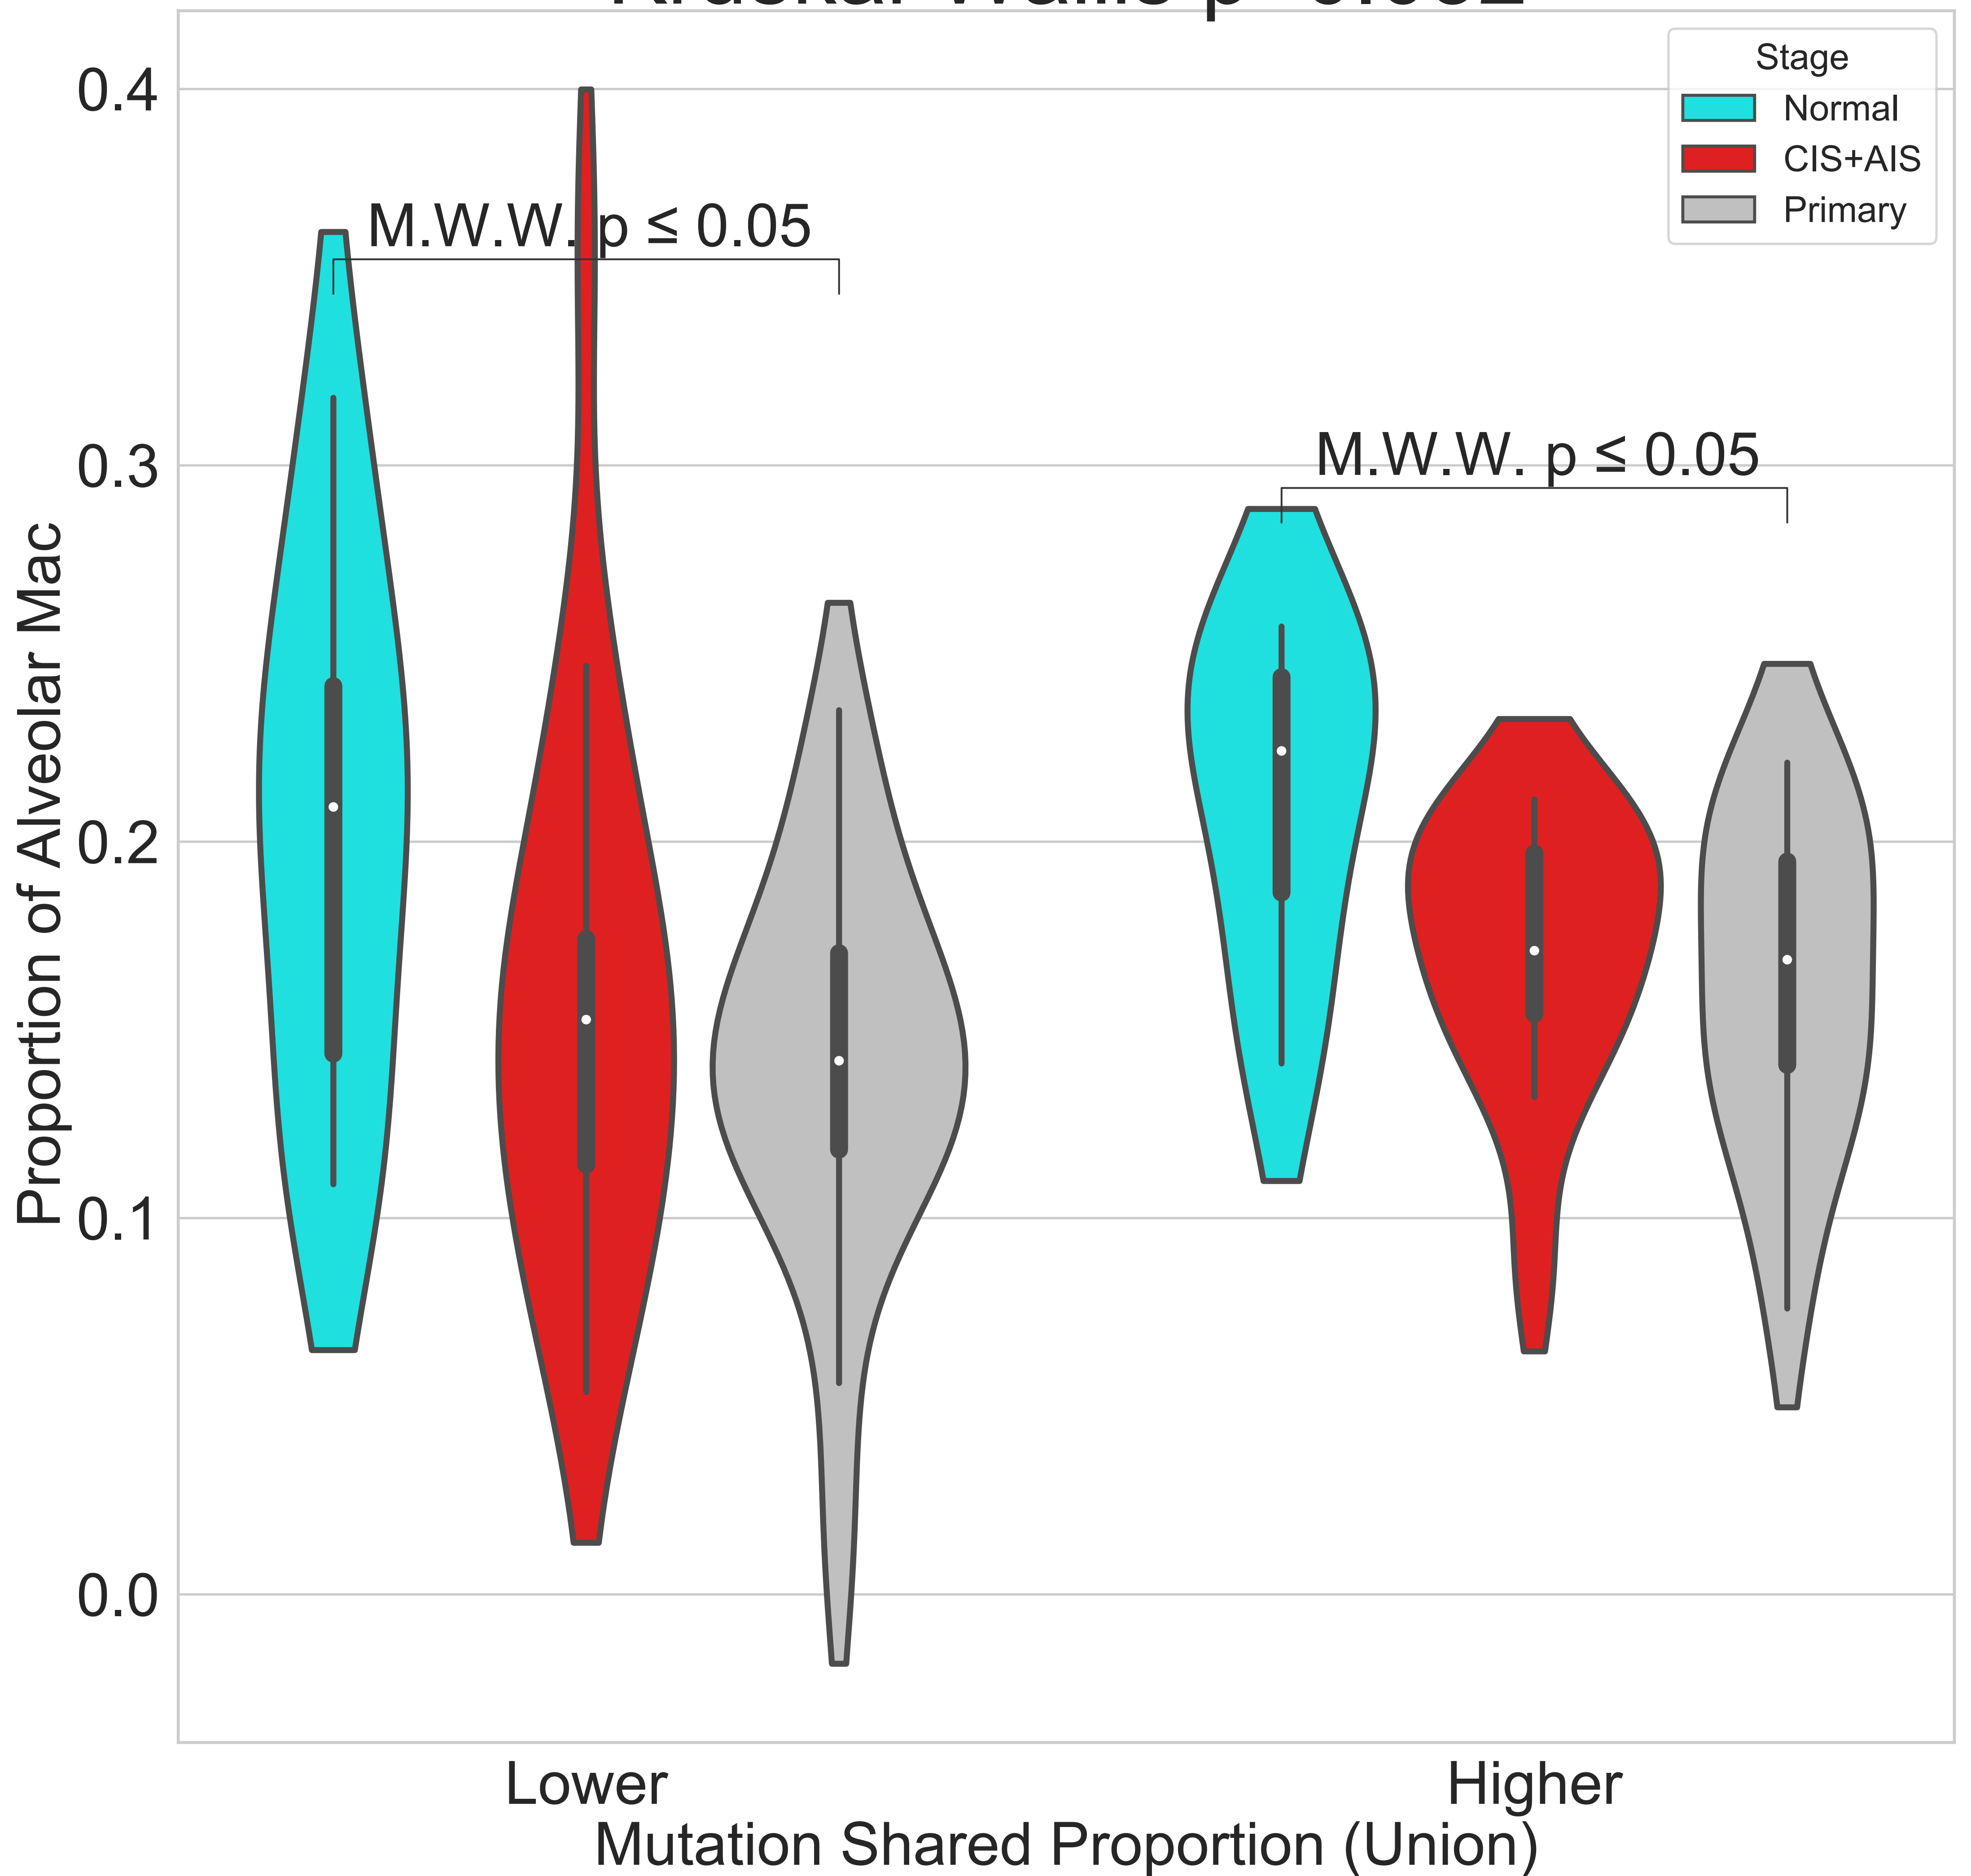 0.4
0.3
0.2
0.1
0.0
Proportion of Alveolar Mac
M.W.W. p ≤ 0.05
M.W.W. p ≤ 0.05
Stage
Normal
CIS+AIS
Primary
Lower
Higher
Mutation Shared Proportion (Union)